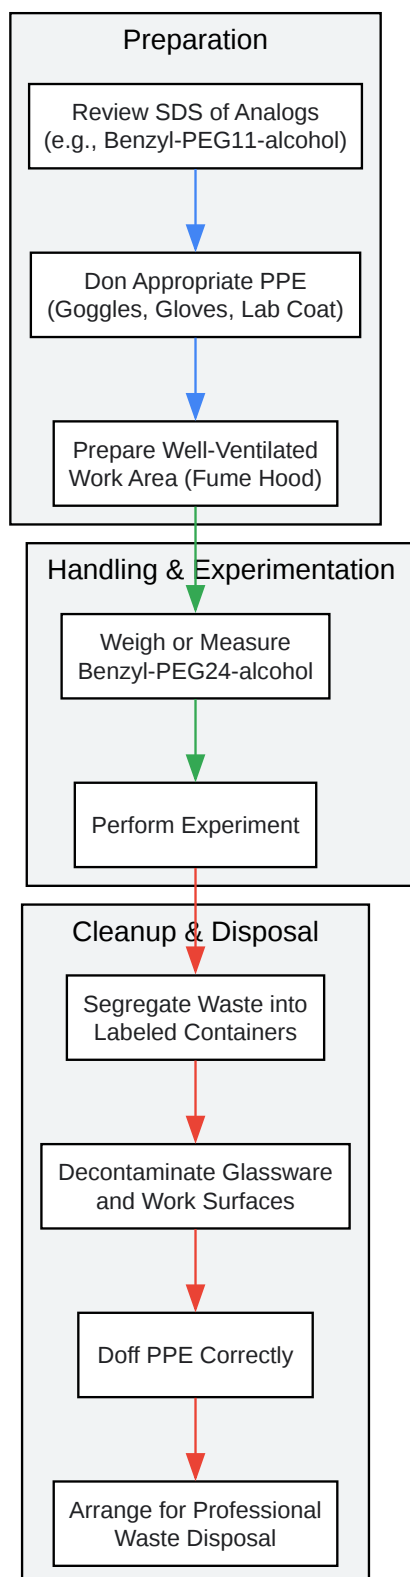 Preparation
Review SDS of Analogs
(e.g., Benzyl-PEG11-alcohol)
Don Appropriate PPE
(Goggles, Gloves, Lab Coat)
Prepare Well-Ventilated
Work Area (Fume Hood)
Handling & Experimentation
Weigh or Measure
Benzyl-PEG24-alcohol
Perform Experiment
Cleanup & Disposal
Segregate Waste into
Labeled Containers
Decontaminate Glassware
and Work Surfaces
Doff PPE Correctly
Arrange for Professional
Waste Disposal